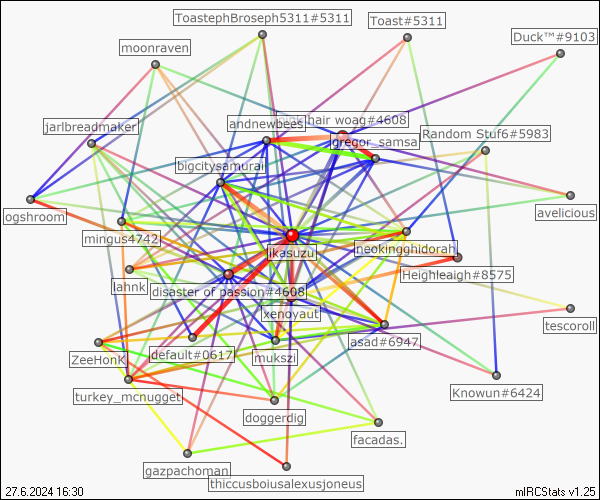 ToastephBroseph5311#5311
Toast#5311
Duck™#9103
moonraven
andnewbees
hair woag#4608
jarlbreadmaker
gregor_samsa
Random Stuf6#5983
bigcitysamurai
ogshroom
avelicious
mingus4742
neokingghidorah
ikasuzu
Heighleaigh#8575
lahnk
disaster of passion#4608
xenoyaut
tescoroll
ZeeHonK
default#0617
mukszi
asad#6947
turkey_mcnugget
Knowun#6424
doggerdig
facadas.
gazpachoman
thiccusboiusalexusjoneus
27.6.2024 16:30
mIRCStats v1.25